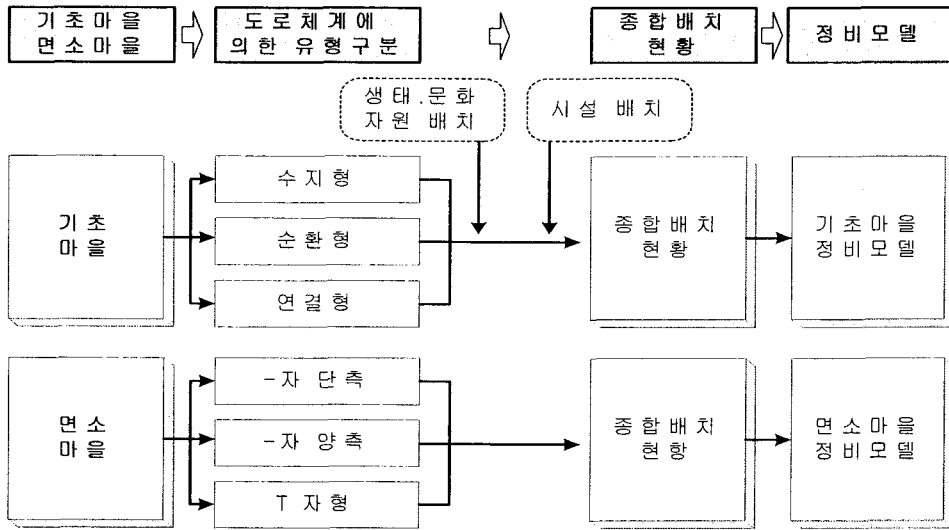 기초마을
면소마을
도로체계에
의한 유형구분
종합배치
현황
정비모델
생태.문화
자원 배치
시설 배치
기초
마을
수지형
순환형
연결형
종합배치
현황
기초마을
정비모델
면소
마을
-자 단측
-자 양측
T 자형
종합배치
현항
면소마을
정비모델